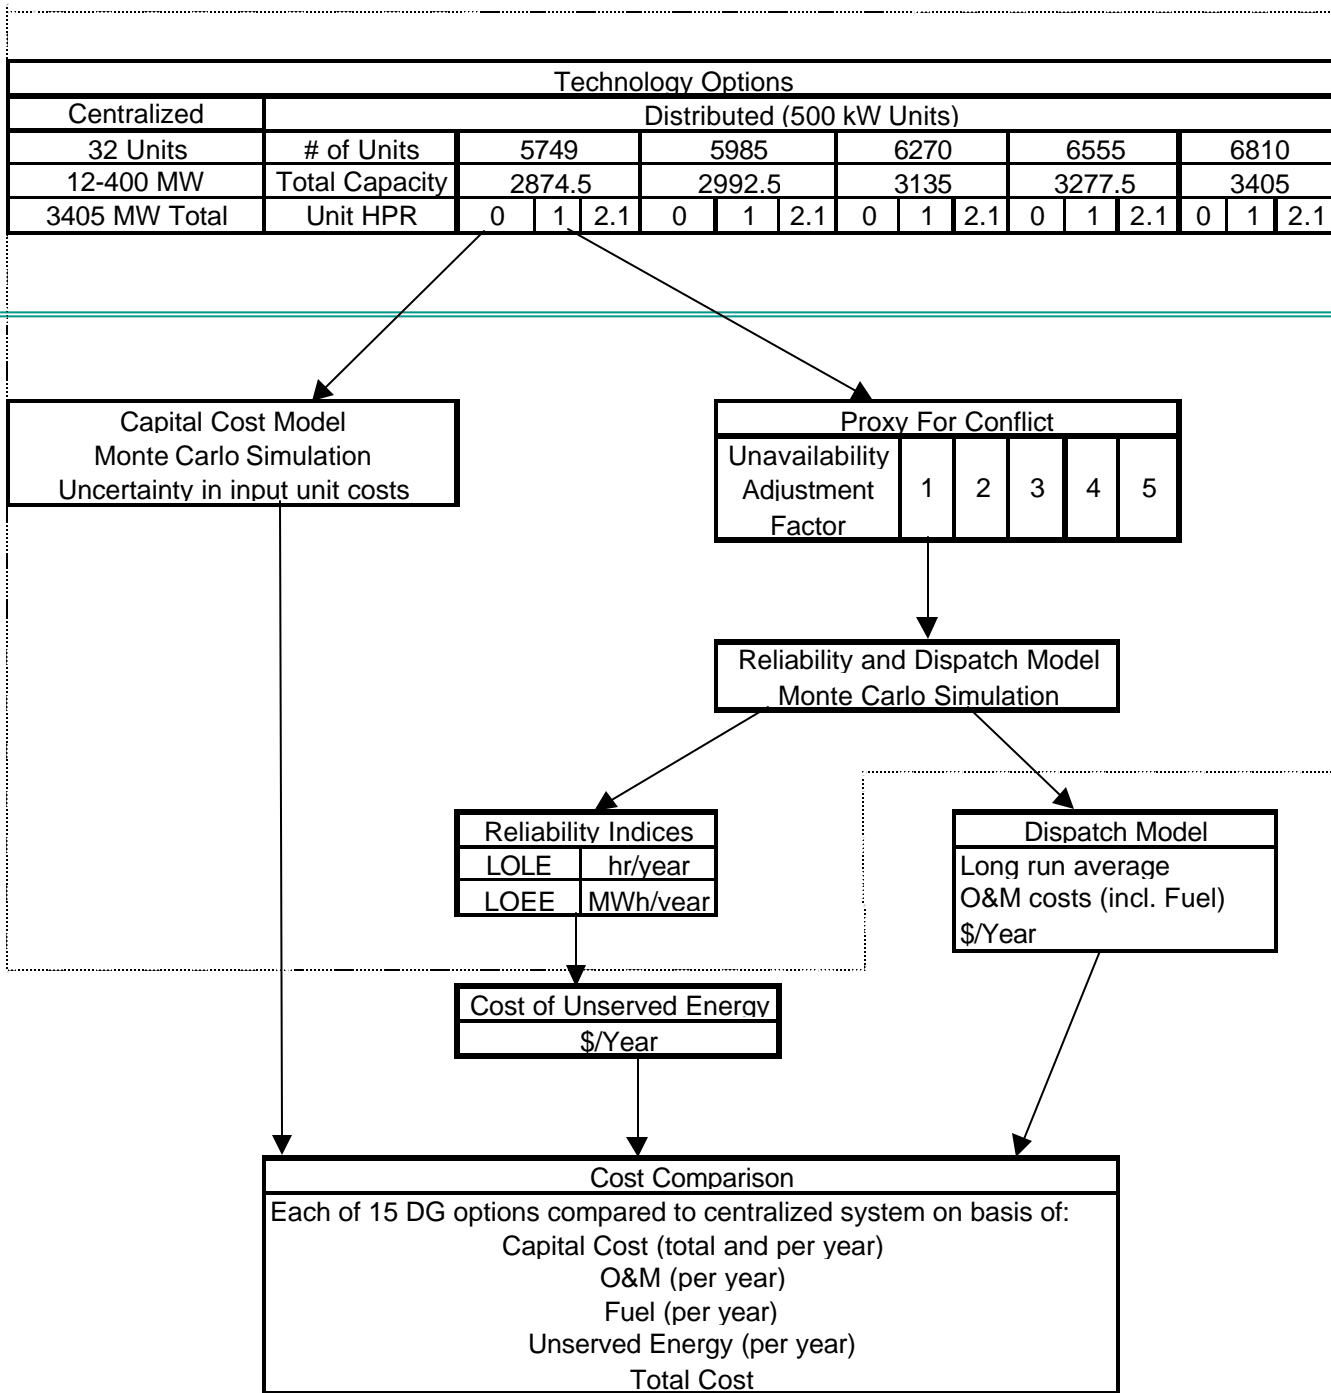 Technology Options
Centralized Distributed (500 kW Units)
32 Units # of Units 5749 5985 6270 6555 6810
12-400 MW Total Capacity 2874.5 2992.5 3135 3277.5 3405
3405 MW Total Unit HPR 0 1 2.1 0 1 2.1 0 1 2.1 0 1 2.1 0 1 2.1
Capital Cost Model
Monte Carlo Simulation
Uncertainty in input unit costs
Proxy For Conflict
Unavailability
Adjustment 1 2 3 4 5
Factor
Reliability and Dispatch Model
Monte Carlo Simulation
Reliability Indices
LOLE hr/year
LOEE MWh/year
Dispatch Model
Long run average
O&M costs (incl. Fuel)
$/Year
Cost of Unserved Energy
$/Year
Cost Comparison
Each of 15 DG options compared to centralized system on basis of:
Capital Cost (total and per year)
O&M (per year)
Fuel (per year)
Unserved Energy (per year)
Total Cost